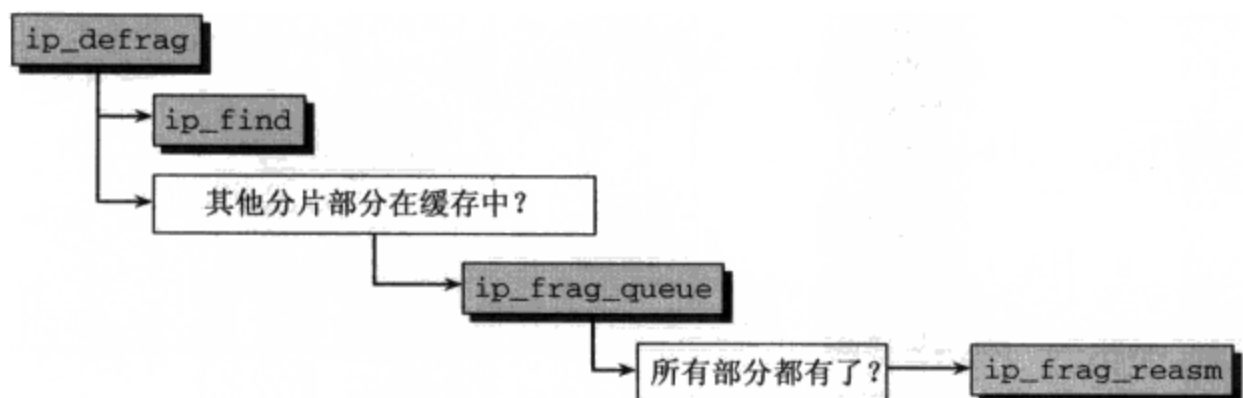 ip_defrag
ip_find
其他分片部分在缓存中？
ip_frag_queue
所有部分都有了？
ip_frag_reasm